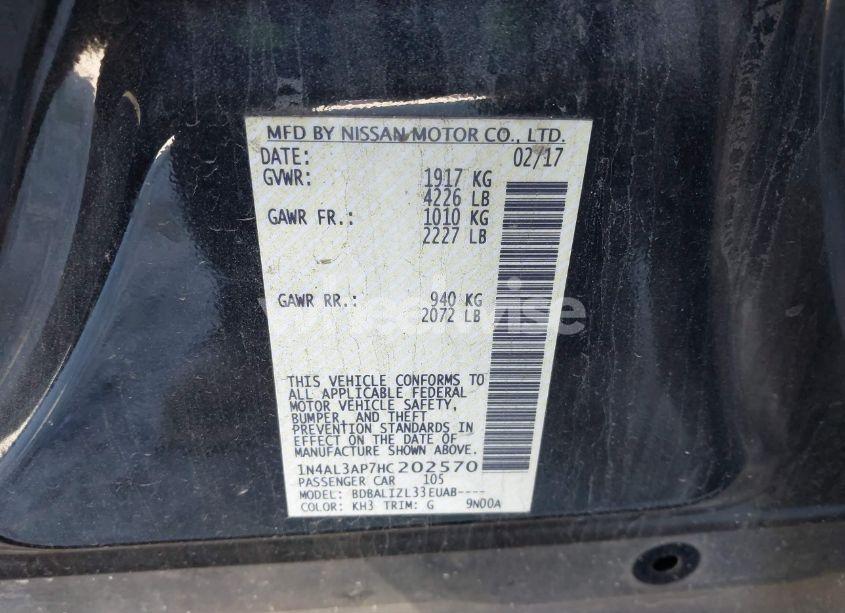 MFD BY NISSAN MOTOR CO., LTD.
DATE: 02/17
GVWR: 1917 KG
4226 LB
GAWR FR.: 1010 KG
2227 LB
GAWR RR.: 940 KG
2072 LB
wheelwise
THIS VEHICLE CONFORMS TO
ALL APPLICABLE FEDERAL
MOTOR VEHICLE SAFETY,
BUMPER, AND THEFT
PREVENTION STANDARDS IN
EFFECT ON THE DATE OF
MANUFACTURE SHOWN ABOVE.
1N4AL3AP7HC202570
PASSENGER CAR 105
MODEL: BDBALIZL33EUAB----
COLOR: KH3 TRIM: G 9N00A